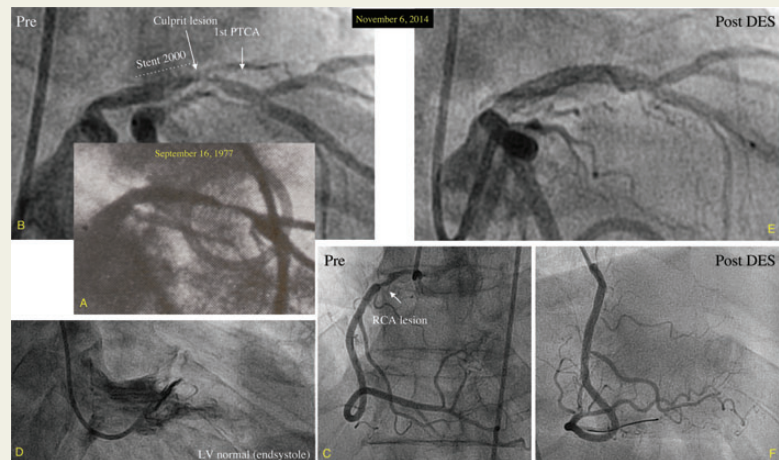 Pre
Culprit lesion
1st PTCA
Stent 2000
November 6, 2014
Post DES
B
E
September 16, 1977
A
Pre
RCA lesion
C
Post DES
F
D
LV normal (endsystole)